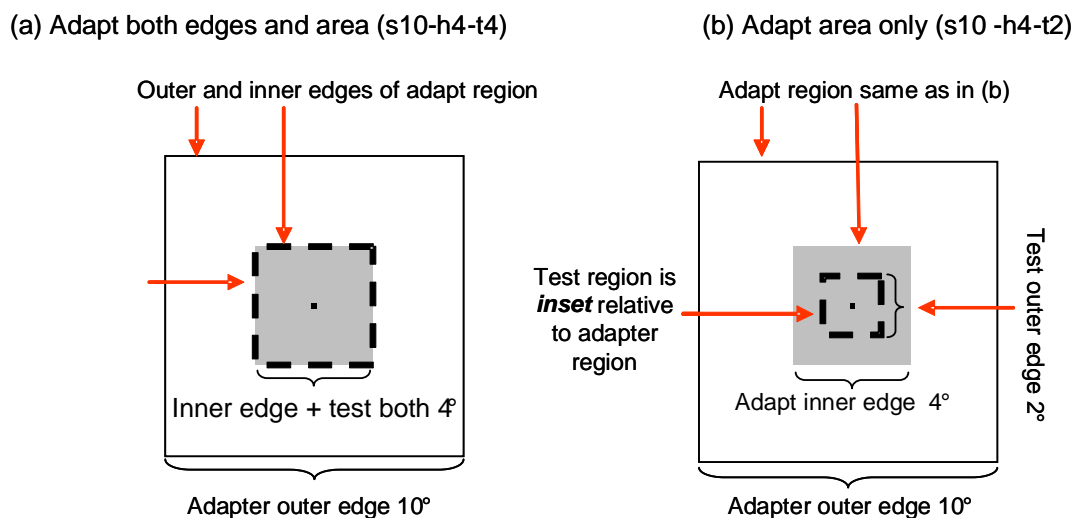 (a) Adapt both edges and area (s10-h4-t4)
Outer and inner edges of adapt region
Inner edge + test both 4°
Adapter outer edge 10°
(b) Adapt area only (s10 -h4-t2)
Adapt region same as in (b)
Test region is
inset relative
to adapter
region
Test outer edge 2°
Adapt inner edge 4°
Adapter outer edge 10°